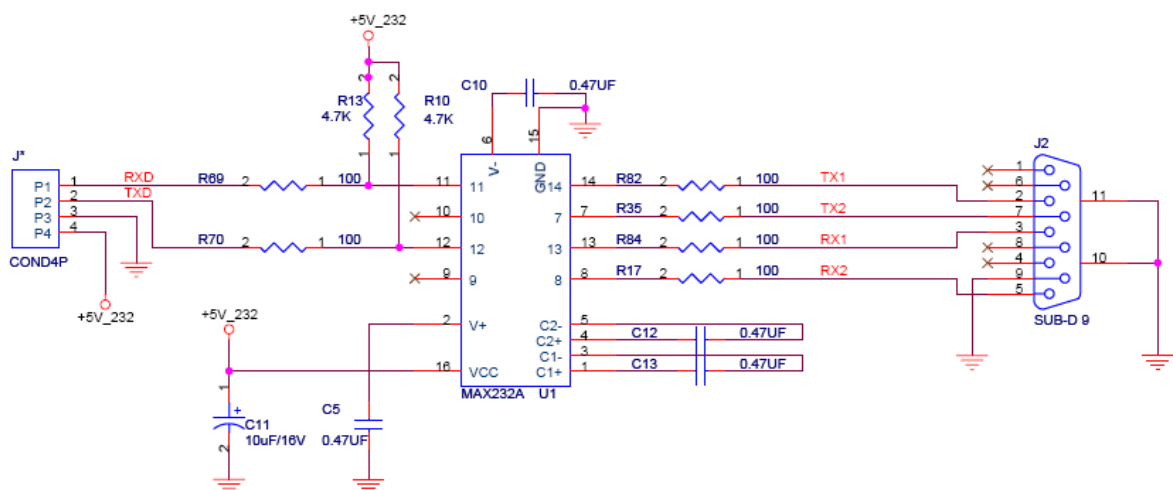 +5V_232
C10 0.47UF
2 2
R13 R10
4.7K 4.7K
1 1
6 15
V- GND
J*
P1 1 RXD R69 2 1 100 11 11
P2 2 TXD
P3 3
P4 4
COND4P
+5V_232
10 10
R70 2 1 100 12 12
9 9
14 14 R82 2 1 100 TX1
7 7 R35 2 1 100 TX2
13 13 R84 2 1 100 RX1
8 8 R17 2 1 100 RX2
J2
1
6
2
7
3
8
4
9
5
11
10
SUB-D 9
+5V_232
2 V+
16 VCC
C2- 5
C2+ 4 C12 0.47UF
C1- 3
C1+ 1 C13 0.47UF
MAX232A U1
1
+
C11
10uF/16V
2
C5
0.47UF